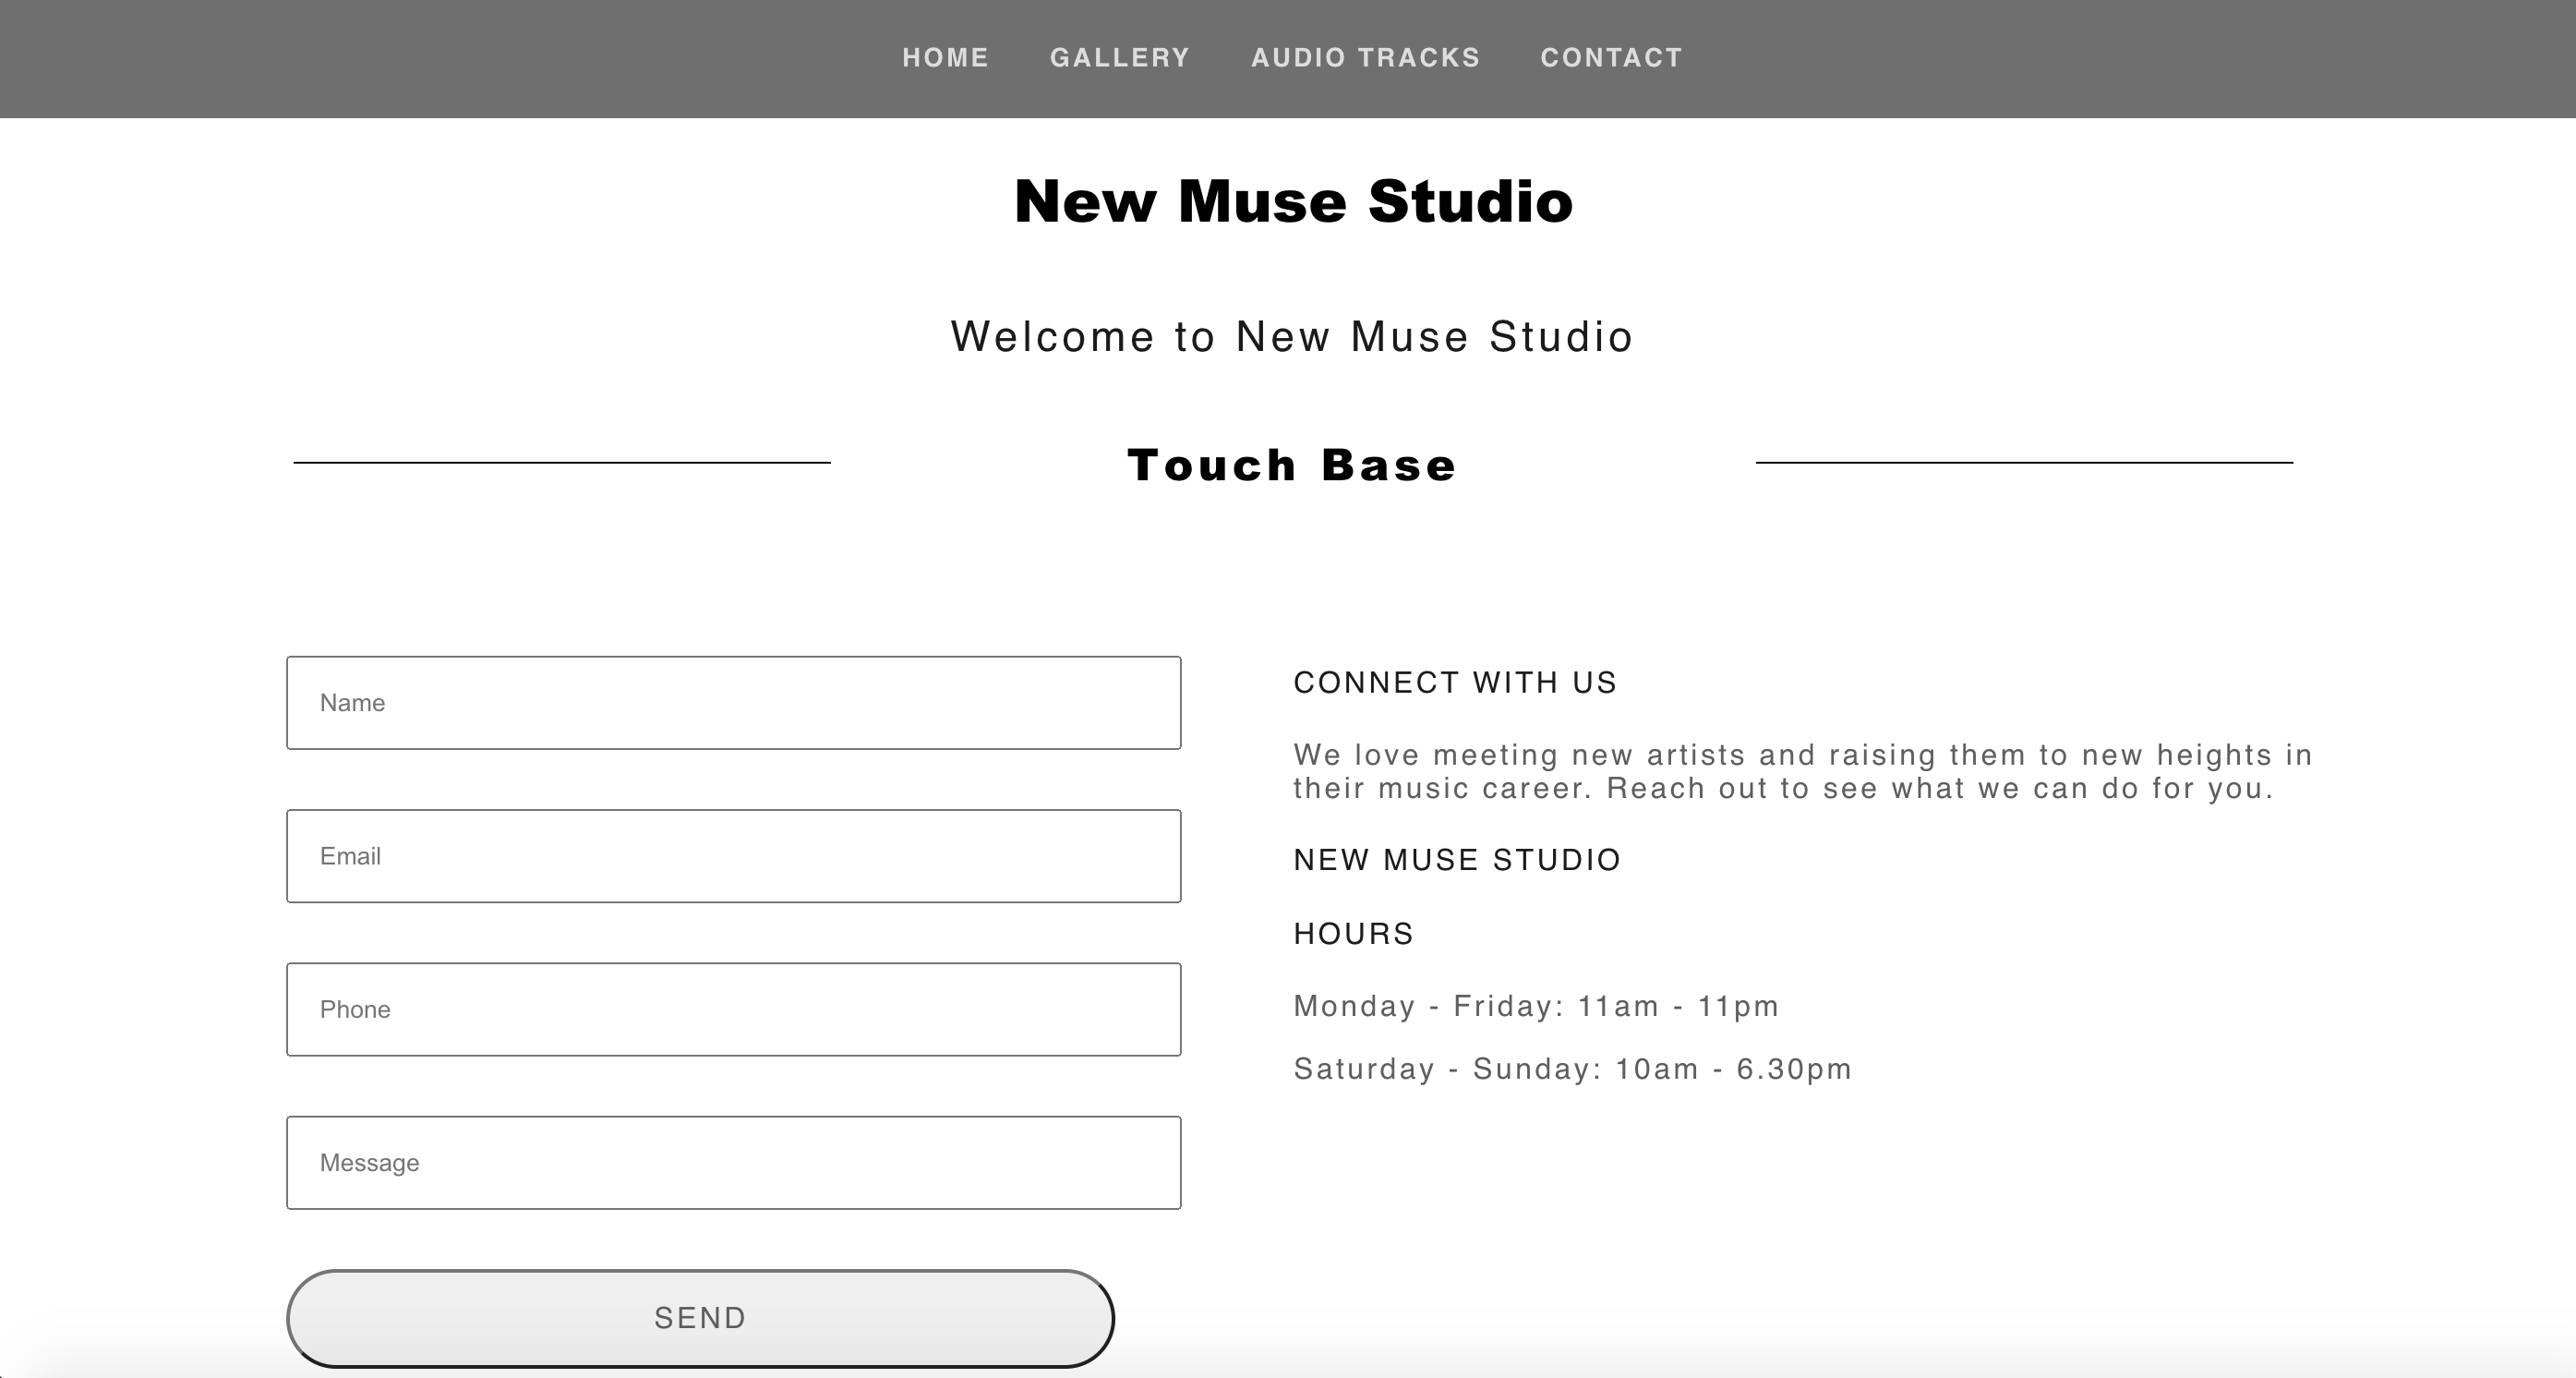 HOME GALLERY AUDIO TRACKS CONTACT
New Muse Studio
Welcome to New Muse Studio
Touch Base
Name
Email
Phone
Message
SEND
CONNECT WITH US
We love meeting new artists and raising them to new heights in
their music career. Reach out to see what we can do for you.
NEW MUSE STUDIO
HOURS
Monday - Friday: 11am - 11pm
Saturday - Sunday: 10am - 6.30pm